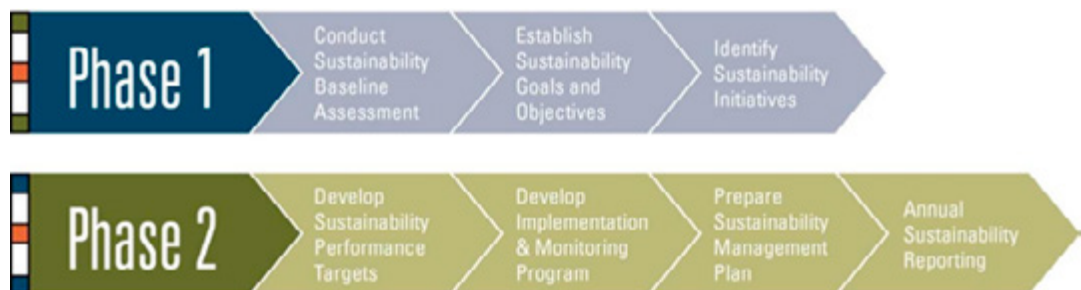 Phase 1
Conduct
Sustainability
Baseline
Assessment
Establish
Sustainability
Goals and
Objectives
Identify
Sustainability
Initiatives
Phase 2
Develop
Sustainability
Performance
Targets
Develop
Implementation
& Monitoring
Program
Prepare
Sustainability
Management
Plan
Annual
Sustainability
Reporting